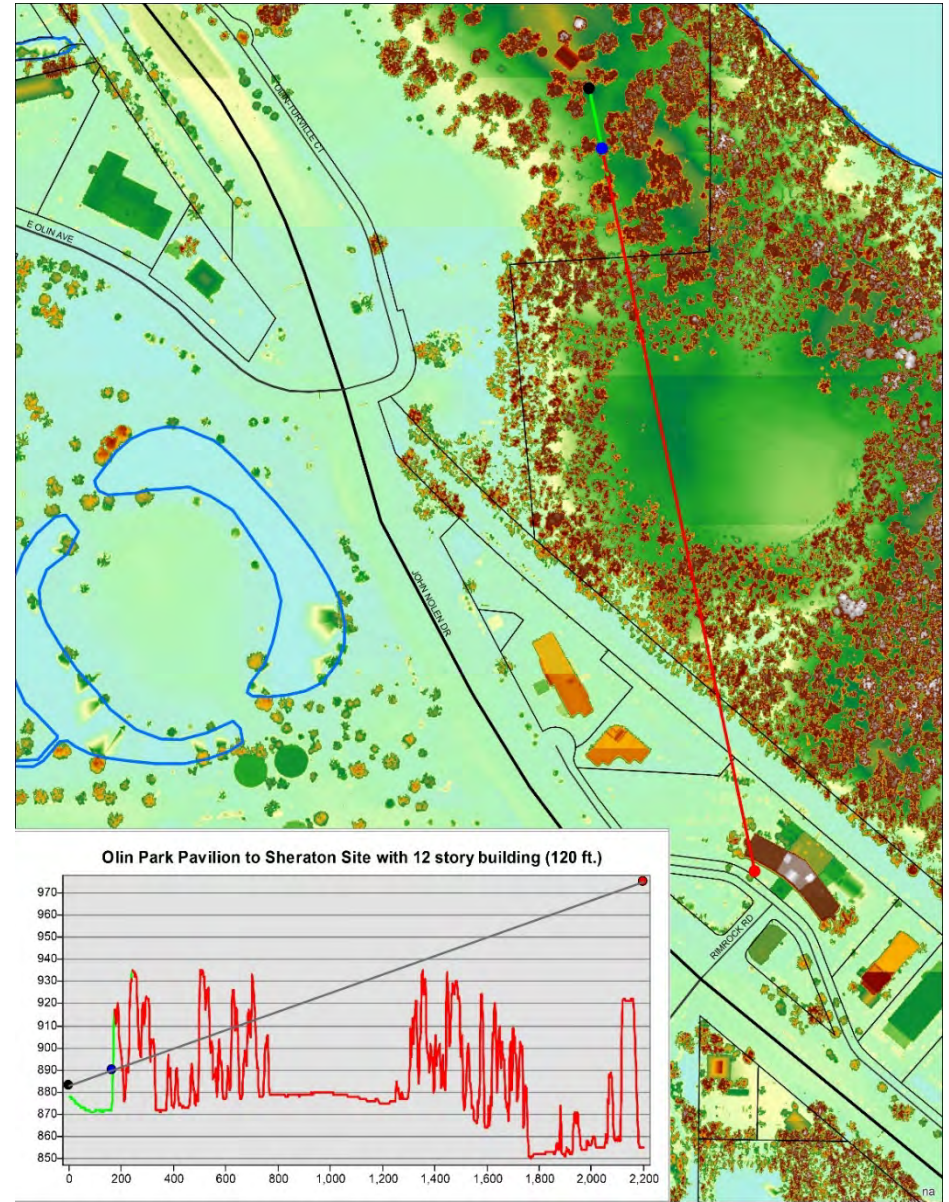 OLIN-TURVILLE CT
E OLIN AVE
JOHN NOLEN DR
RIMROCK RD
Olin Park Pavilion to Sheraton Site with 12 story building (120 ft.)
970
960
950
940
930
920
910
900
890
880
870
860
850
0 200 400 600 800 1,000 1,200 1,400 1,600 1,800 2,000 2,200
na